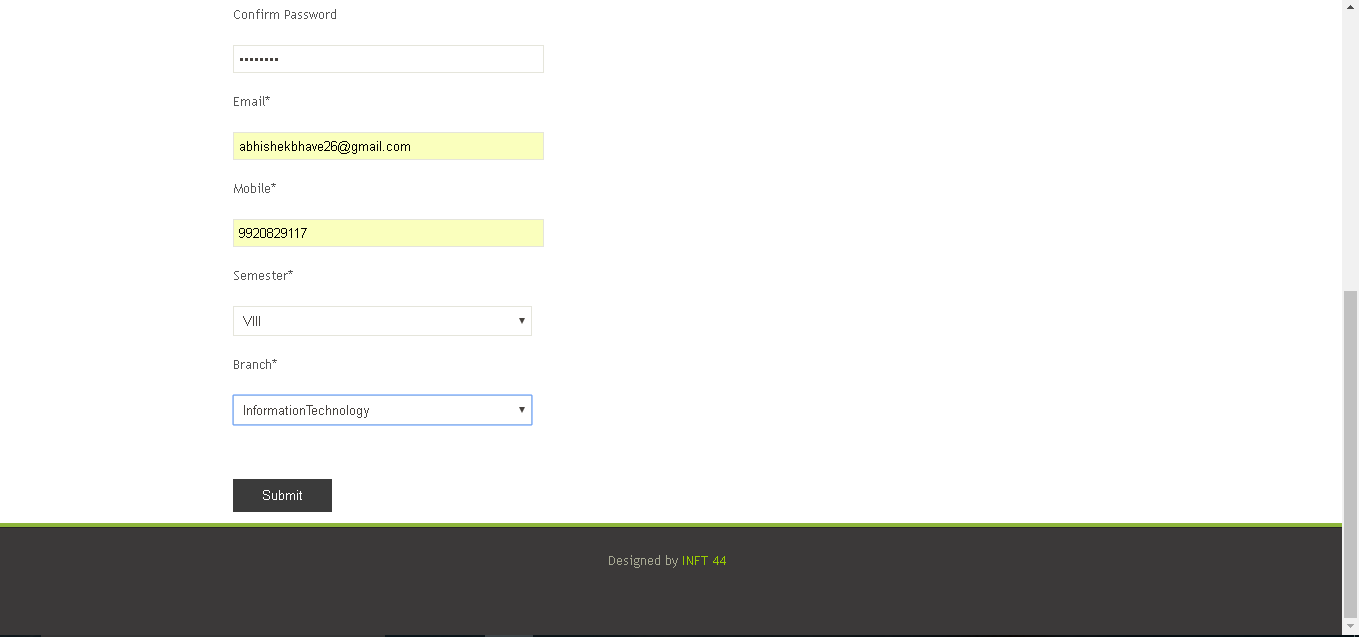 Confirm Password
••••••••
Email*
abhishekbhave26@gmail.com
Mobile*
9920829117
Semester*
VIII
Branch*
InformationTechnology
Submit
Designed by INFT 44